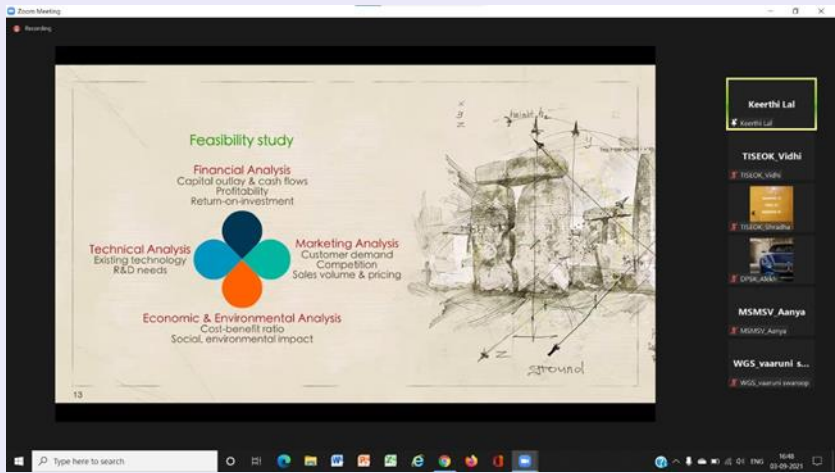 Zoom Meeting
Recording
Feasibility study
Financial Analysis
Capital outlay & cash flows
Profitability
Return-on-investment
Technical Analysis
Existing technology
R&D needs
Marketing Analysis
Customer demand
Competition
Sales volume & pricing
Economic & Environmental Analysis
Cost-benefit ratio
Social, environmental impact
13
y
z
ground
Keerthi Lal
Keerthi Lal
TISEOK_Vidhi
TISEOK_Vidhi
TISEOK_Shradha
MSMSV_Aanya
MSMSV_Aanya
WGS_vaaruni s...
WGS_vaaruni swaroop
Type here to search
ENG
16:48
03-09-2021